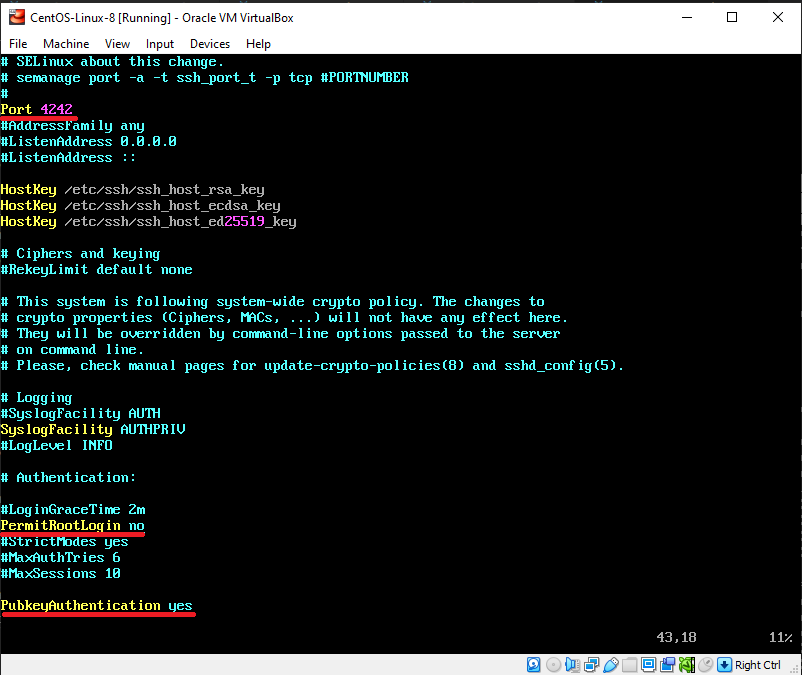 CentOS-Linux-8 [Running] - Oracle VM VirtualBox
File Machine View Input Devices Help
# SELinux about this change.
# semanage port -a -t ssh_port_t -p tcp #PORTNUMBER
#
Port 4242
#AddressFamily any
#ListenAddress 0.0.0.0
#ListenAddress ::
HostKey /etc/ssh/ssh_host_rsa_key
HostKey /etc/ssh/ssh_host_ecdsa_key
HostKey /etc/ssh/ssh_host_ed25519_key
# Ciphers and keying
#RekeyLimit default none
# This system is following system-wide crypto policy. The changes to
# crypto properties (Ciphers, MACs, ...) will not have any effect here.
# They will be overridden by command-line options passed to the server
# on command line.
# Please, check manual pages for update-crypto-policies(8) and sshd_config(5).
# Logging
#SyslogFacility AUTH
SyslogFacility AUTHPRIV
#LogLevel INFO
# Authentication:
#LoginGraceTime 2m
PermitRootLogin no
#StrictModes yes
#MaxAuthTries 6
#MaxSessions 10
PubkeyAuthentication yes
43,18 11%
Right Ctrl